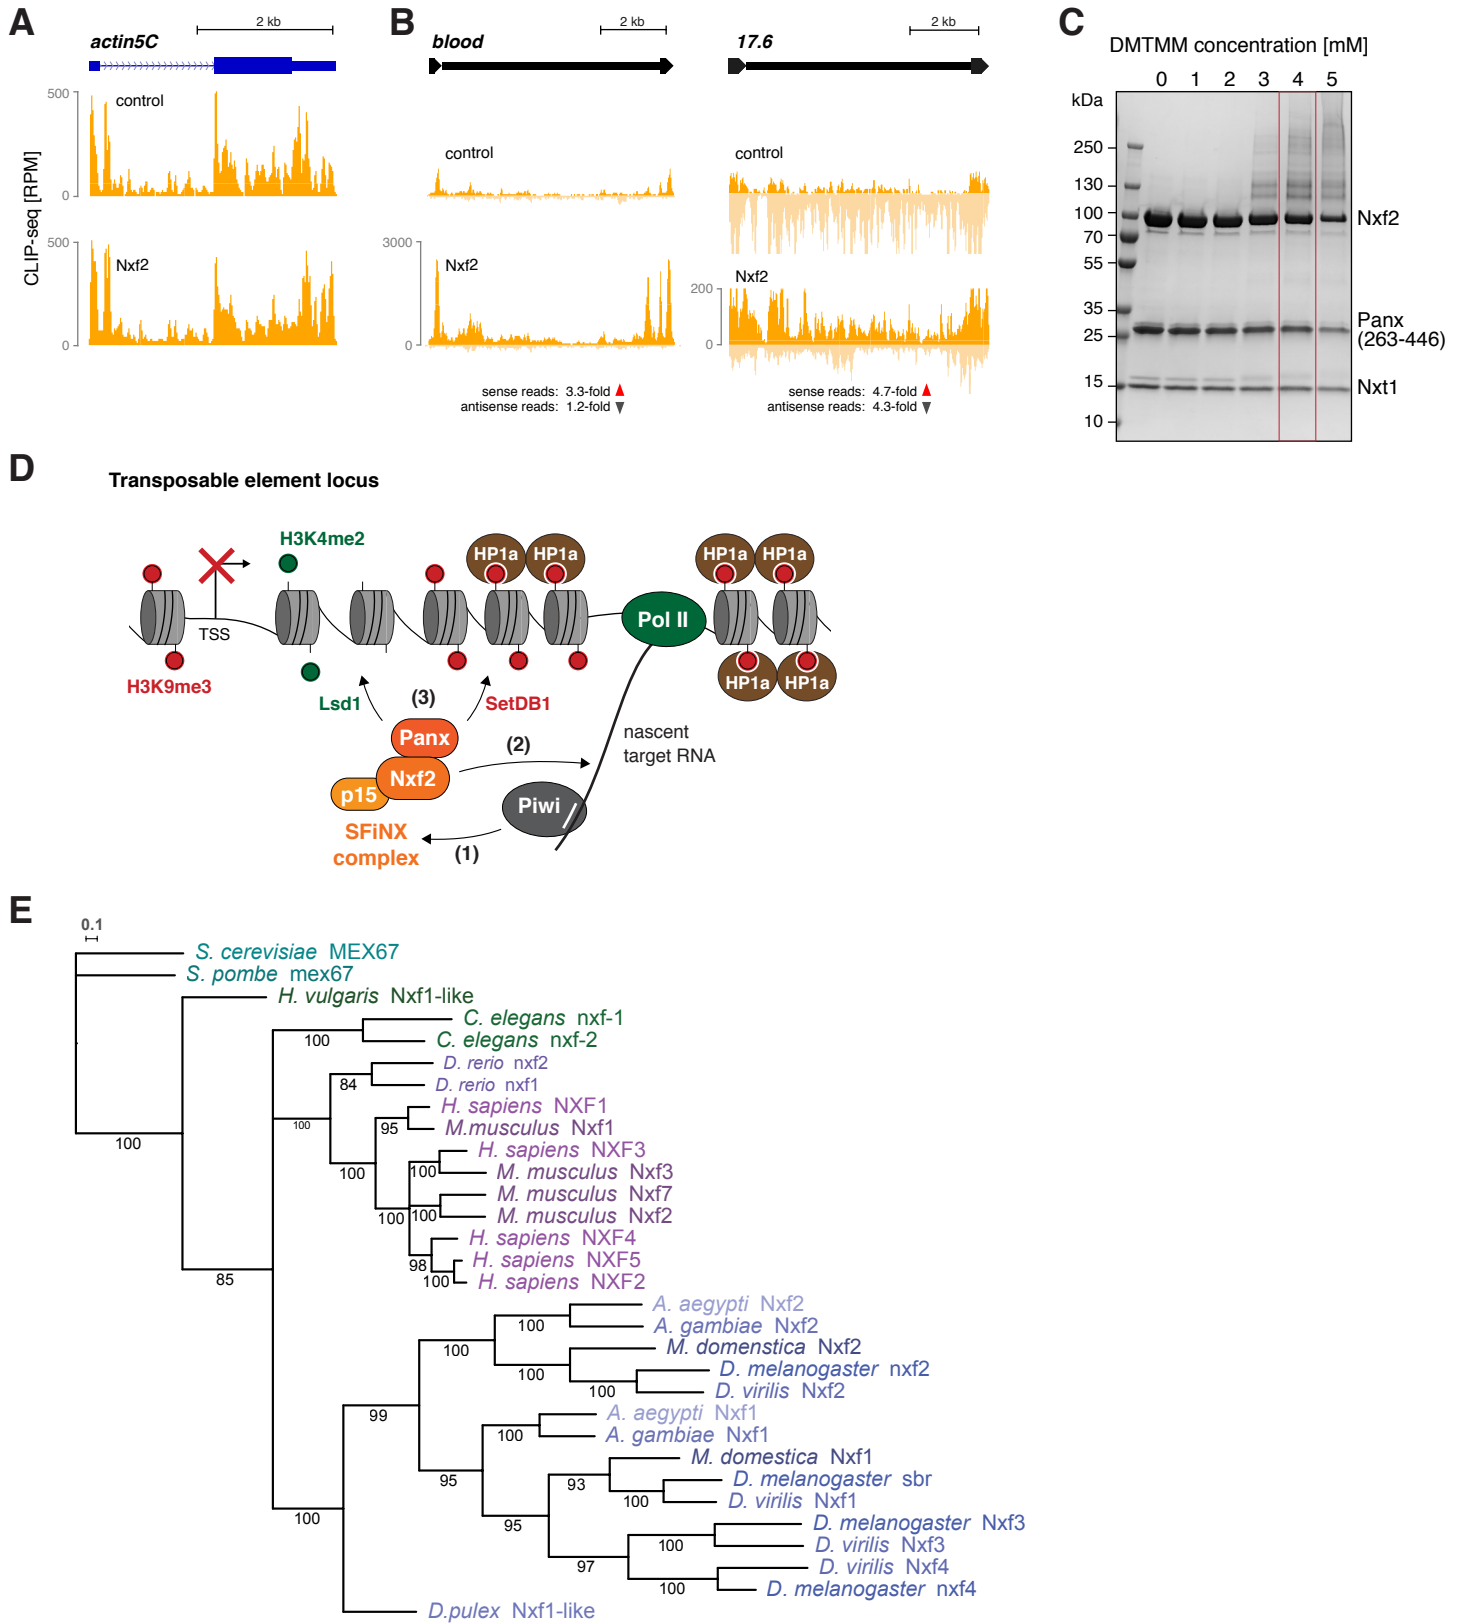 A
2 kb
actin5C
500
control
0
500
Nxf2
0
CLIP-seq [RPM]
B
2 kb
blood
control
3000
Nxf2
0
sense reads: 3.3-fold
antisense reads: 1.2-fold
2 kb
17.6
control
Nxf2
200
0
sense reads: 4.7-fold
antisense reads: 4.3-fold
C
DMTMM concentration [mM]
0 1 2 3 4 5
kDa
250
130
100
70
55
35
25
15
10
Nxf2
Panx
(263-446)
Nxt1
D
Transposable element locus
H3K4me2
HP1a HP1a HP1a HP1a
TSS
Pol II
H3K9me3
HP1a HP1a
Lsd1 (3) SetDB1
Panx
(2)
nascent
target RNA
Nxf2
p15
Piwi
SFiNX
complex
(1)
E
0.1
S. cerevisiae MEX67
S. pombe mex67
H. vulgaris Nxf1-like
C. elegans nxf-1
100
C. elegans nxf-2
D. rerio nxf2
84
D. rerio nxf1
H. sapiens NXF1
100
95
M.musculus Nxf1
100
H. sapiens NXF3
100
100
M. musculus Nxf3
M. musculus Nxf7
100
100
M. musculus Nxf2
H. sapiens NXF4
98
H. sapiens NXF5
100
H. sapiens NXF2
85
A. aegypti Nxf2
100
A. gambiae Nxf2
100
M. domenstica Nxf2
100
D. melanogaster nxf2
100
D. virilis Nxf2
99
A. aegypti Nxf1
100
A. gambiae Nxf1
M. domestica Nxf1
95
93
D. melanogaster sbr
100
D. virilis Nxf1
100
95
D. melanogaster Nxf3
100
D. virilis Nxf3
97
D. virilis Nxf4
100
D. melanogaster nxf4
D.pulex Nxf1-like